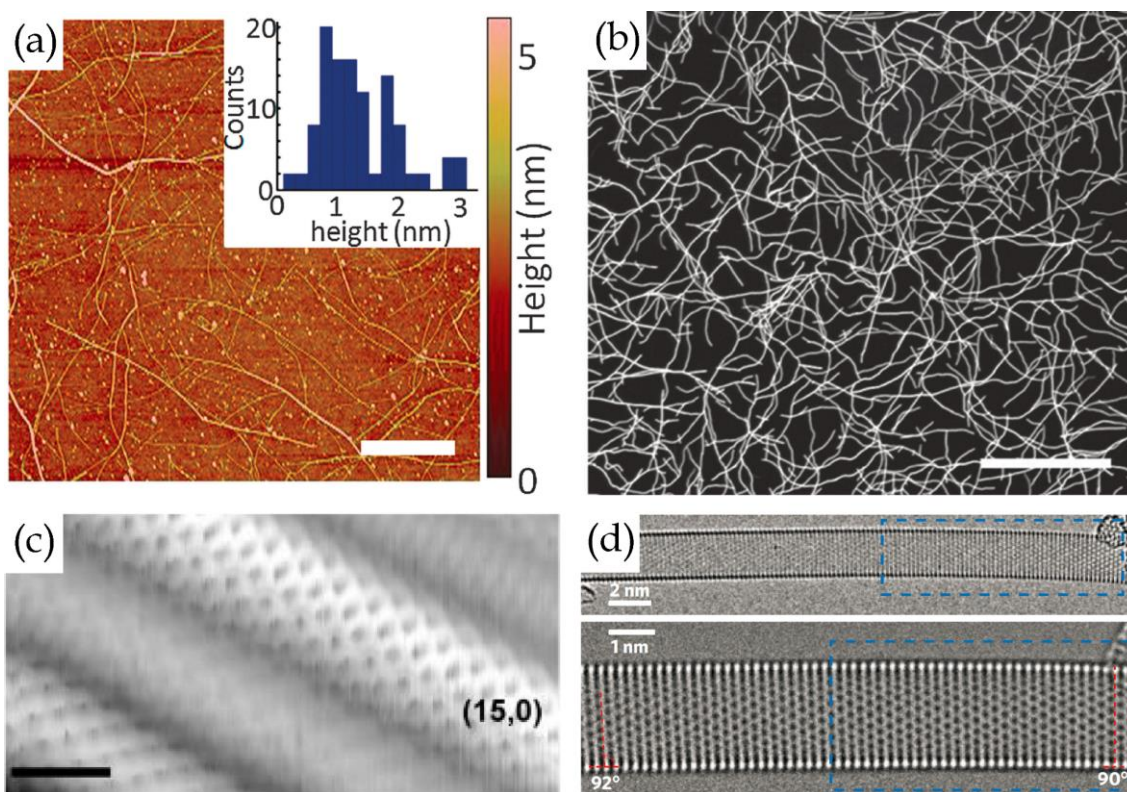 (a)
20
10
0
Counts
0 1 2 3
height (nm)
5
Height (nm)
0
(b)
(c)
(15,0)
(d)
2 nm
1 nm
92°
90°